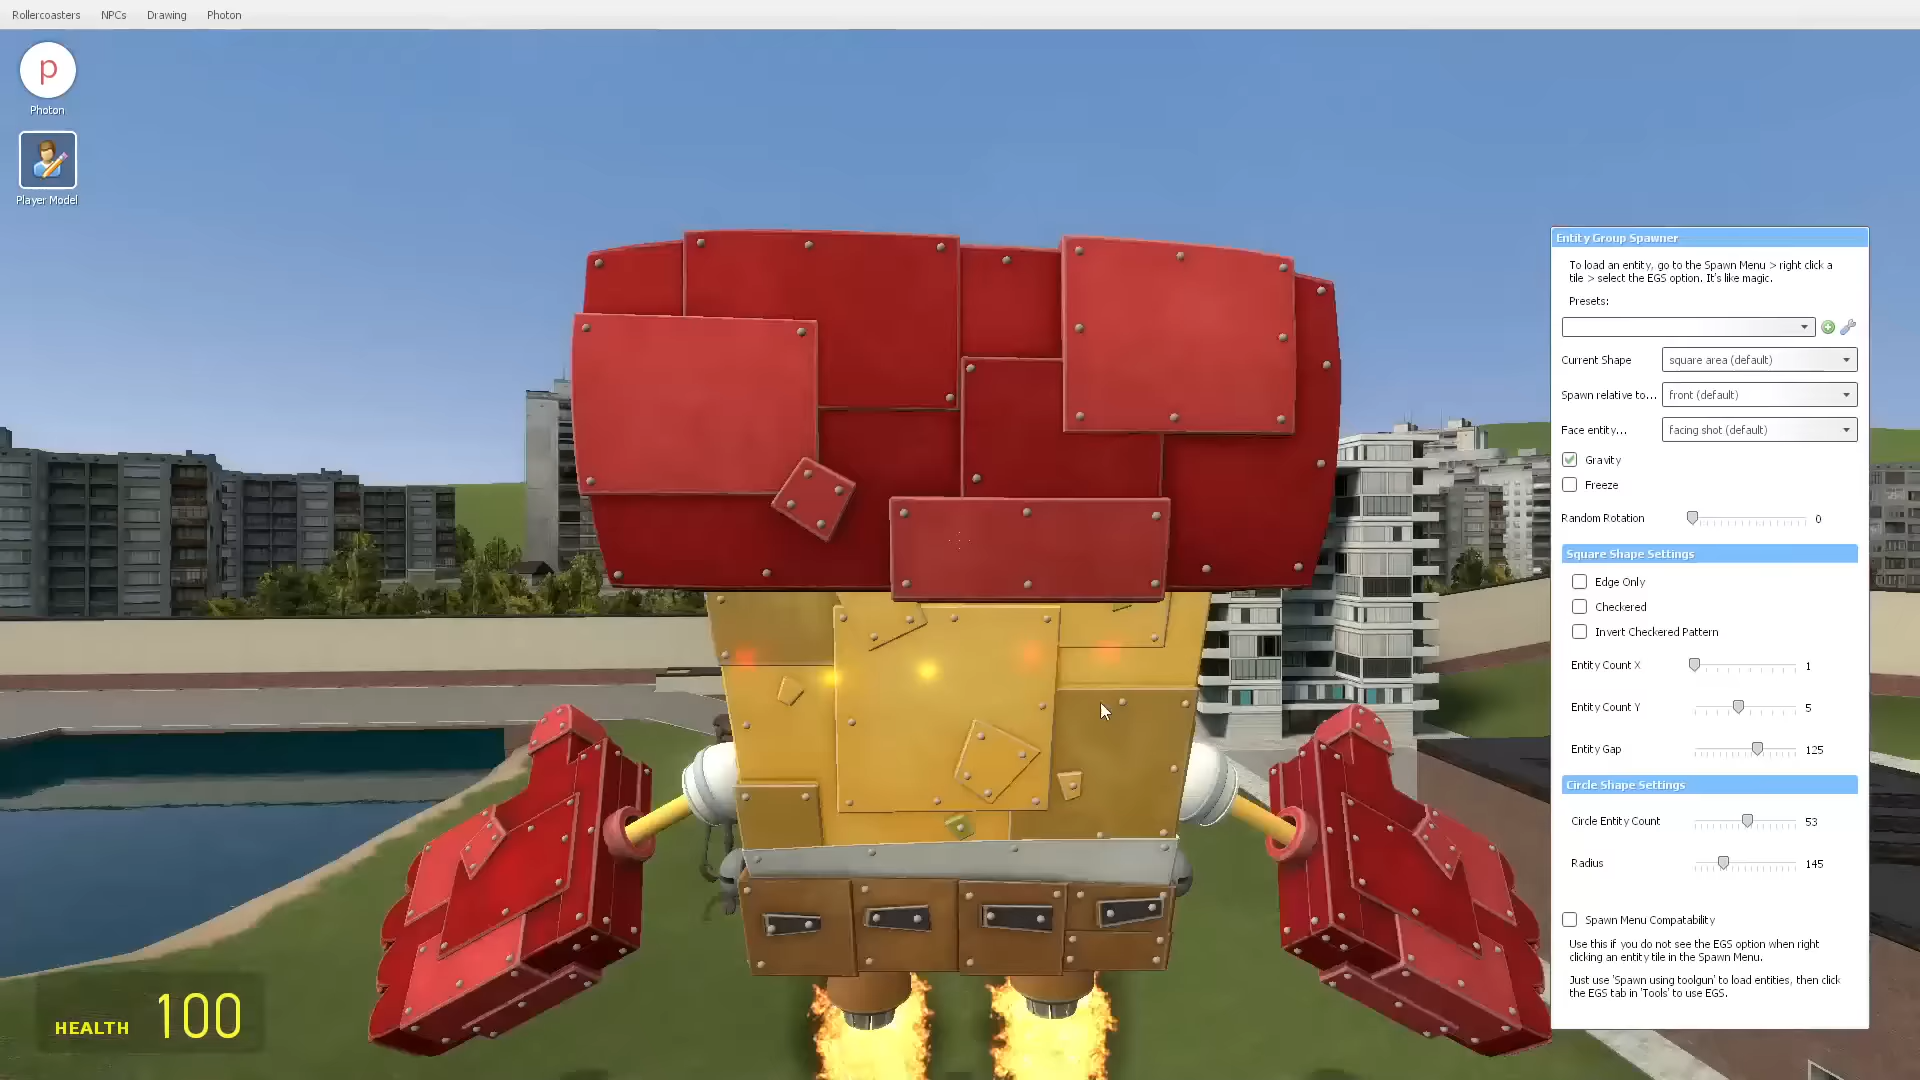 Rollercoasters NPCs Drawing Photon
p
Photon
Player Model
Entity Group Spawner
To load an entity, go to the Spawn Menu > right click a
tile > select the EGS option. It's like magic.
Presets:
Current Shape square area (default)
Spawn relative to... front (default)
Face entity... facing shot (default)
Gravity
Freeze
Random Rotation 0
Square Shape Settings
Edge Only
Checkered
Invert Checkered Pattern
Entity Count X 1
Entity Count Y 5
Entity Gap 125
Circle Shape Settings
Circle Entity Count 53
Radius 145
Spawn Menu Compatability
Use this if you do not see the EGS option when right
clicking an entity tile in the Spawn Menu.
Just use 'Spawn using toolgun' to load entities, then click
the EGS tab in 'Tools' to use EGS.
HEALTH 100